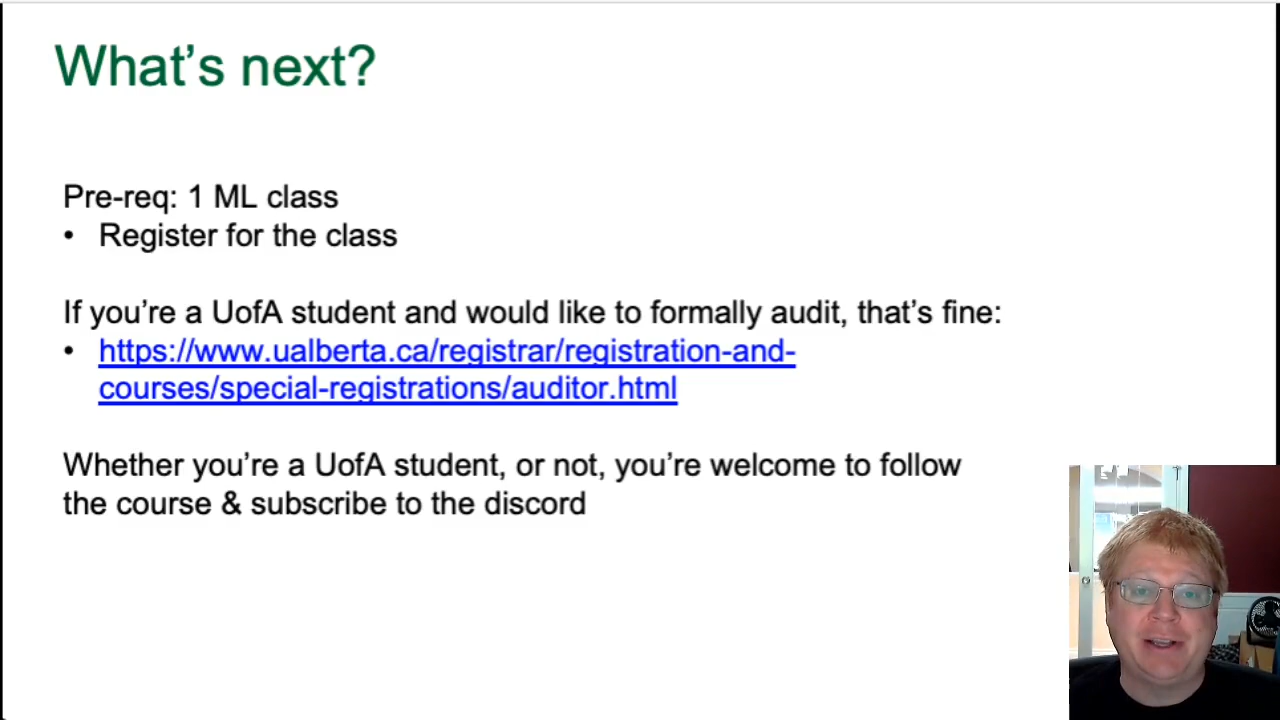 What's next?
Pre-req: 1 ML class
• Register for the class
If you're a UofA student and would like to formally audit, that's fine:
• https://www.ualberta.ca/registrar/registration-and-
courses/special-registrations/auditor.html
Whether you're a UofA student, or not, you're welcome to follow
the course & subscribe to the discord